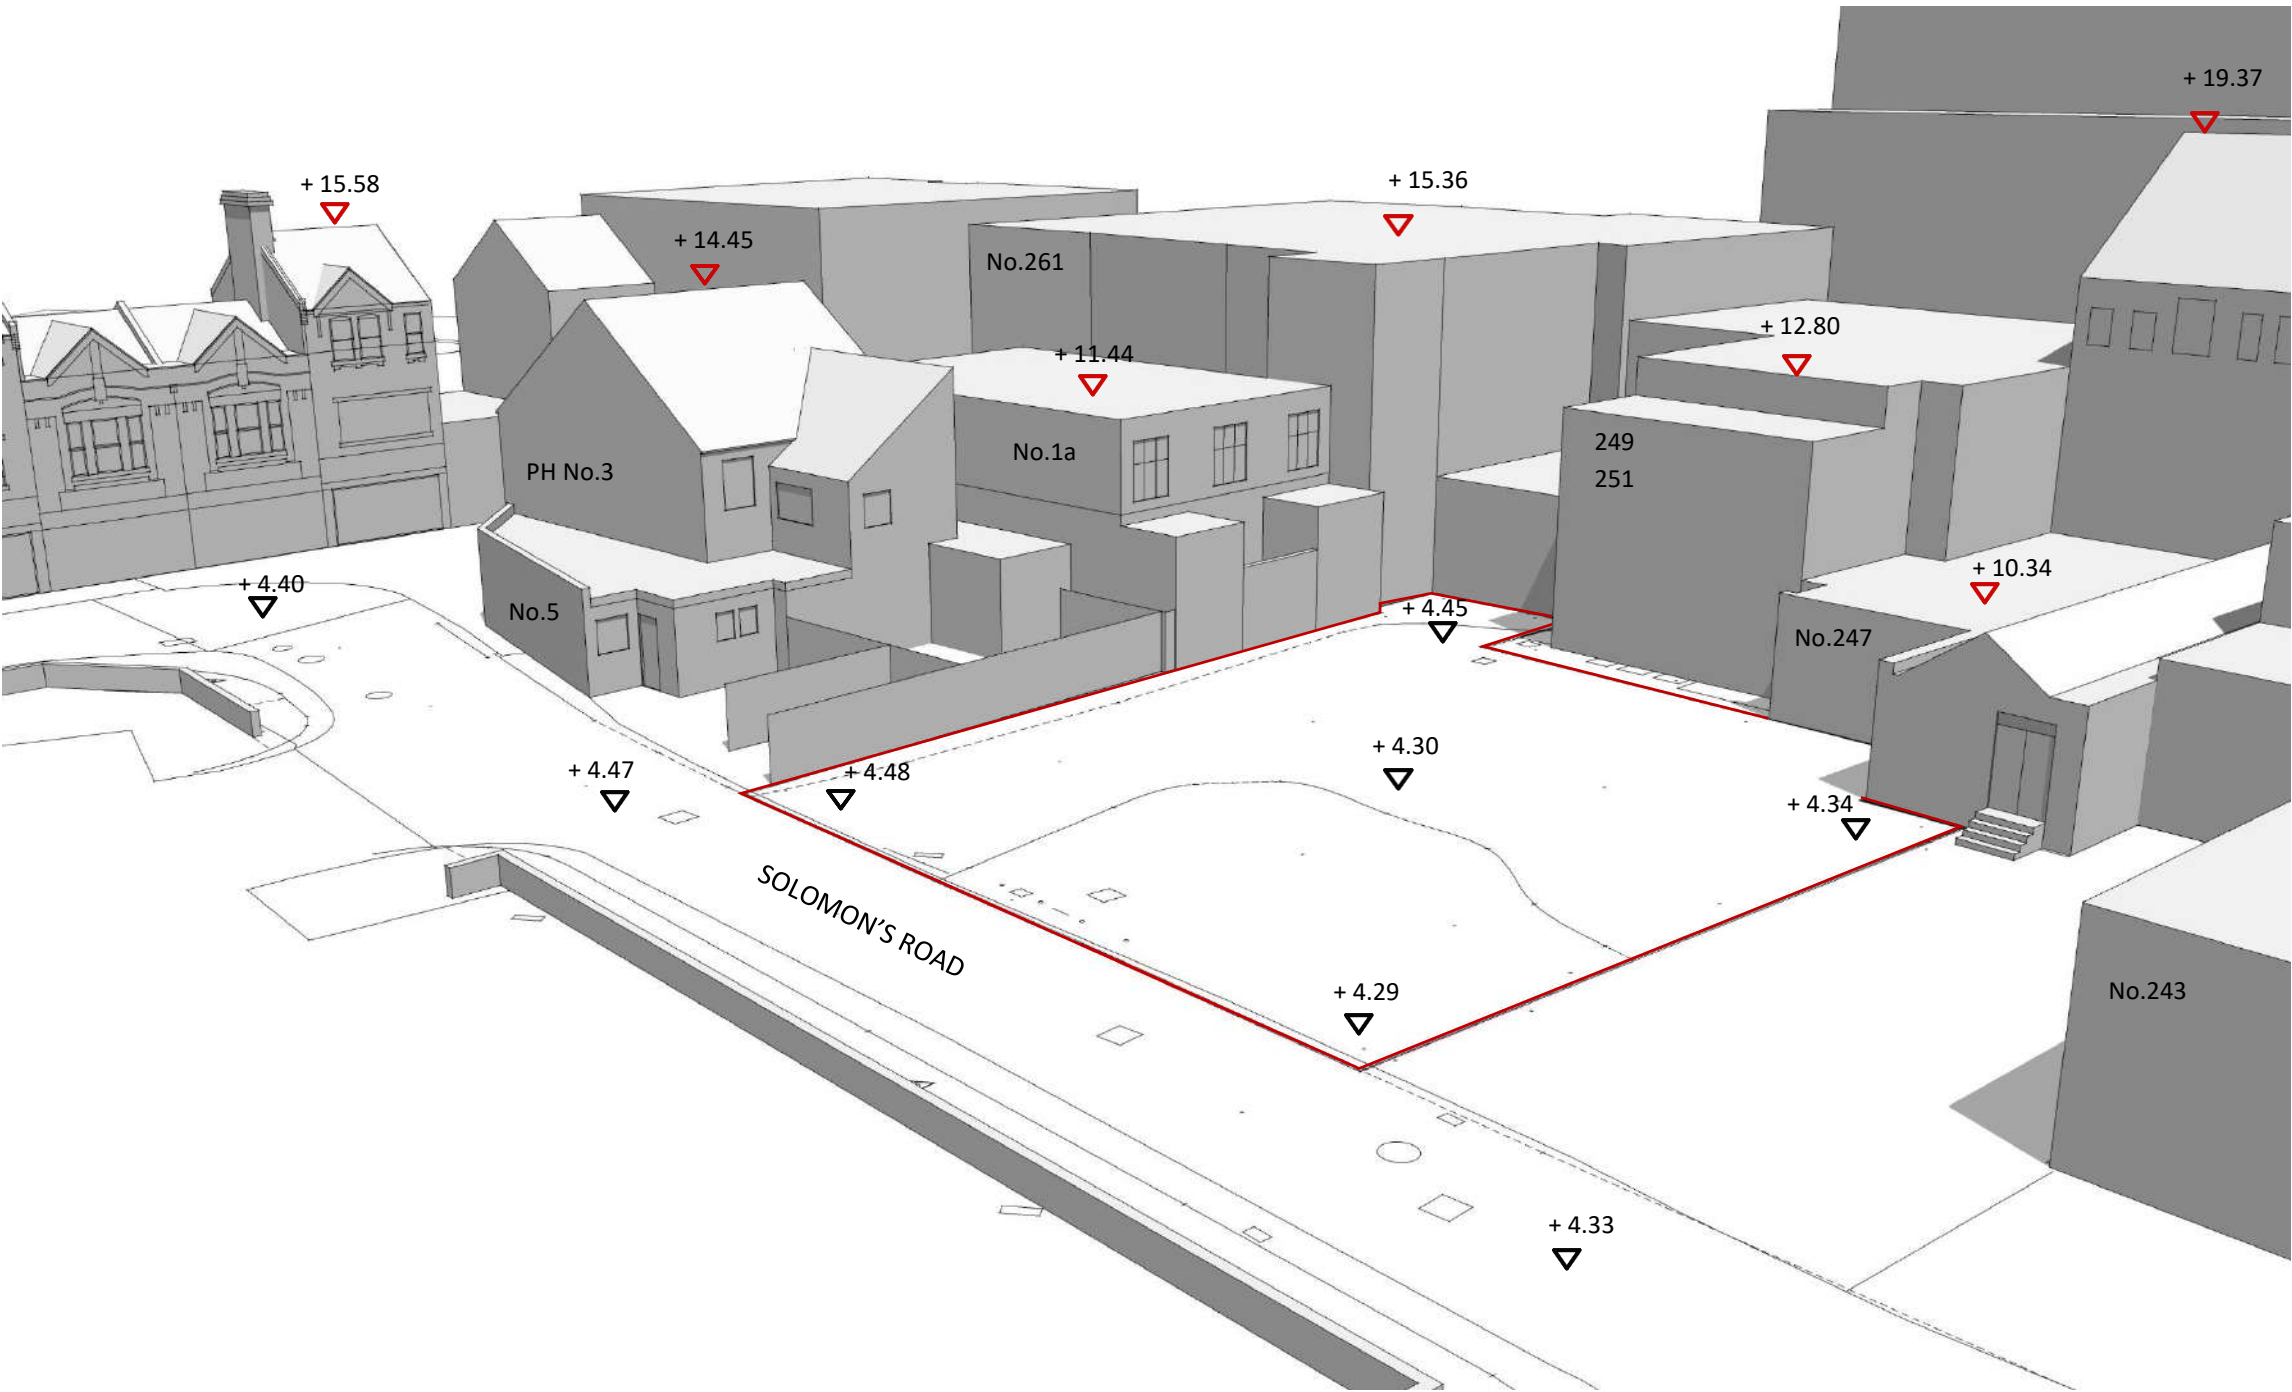 + 19.37
+ 15.58
+ 15.36
+ 14.45
No.261
+ 12.80
+ 11.44
249
251
No.1a
PH No.3
+ 10.34
+ 4.40
No.5
+ 4.45
No.247
+ 4.30
+ 4.47
+ 4.48
+ 4.34
SOLOMON'S ROAD
+ 4.29
No.243
+ 4.33